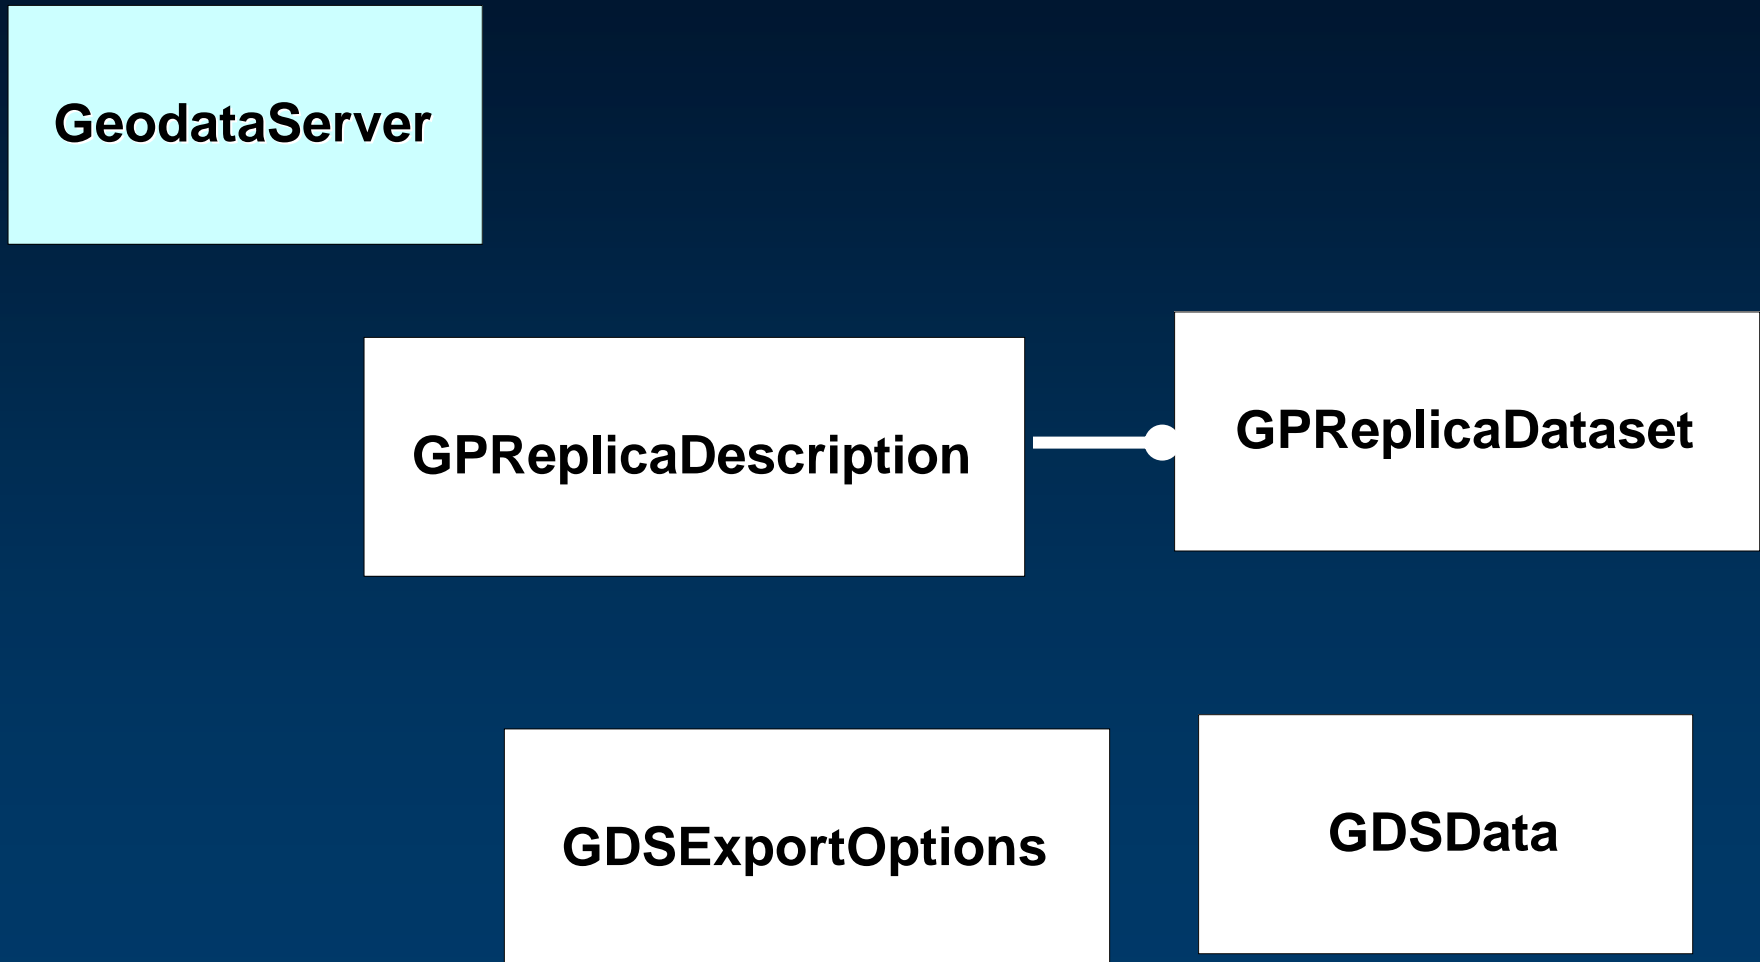 GeodataServer
GPReplicaDescription
GPReplicaDataset
GDSExportOptions
GDSData